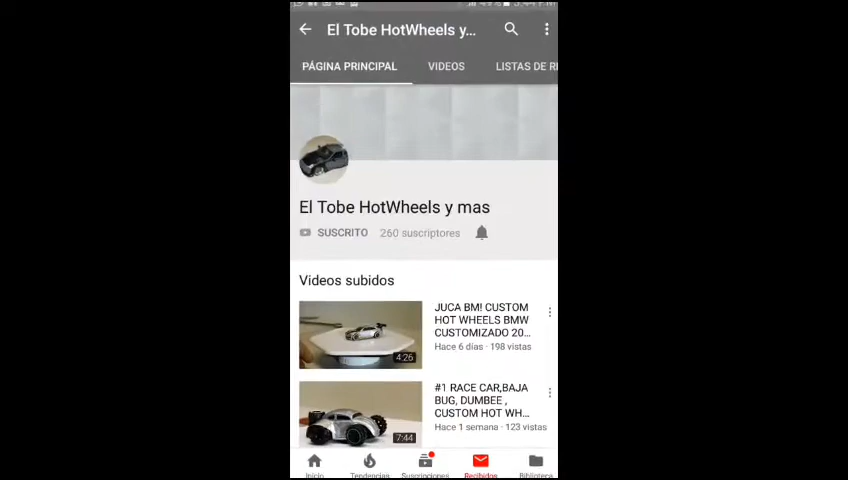 El Tobe HotWheels y...
PÁGINA PRINCIPAL
VIDEOS
LISTAS DE R
El Tobe HotWheels y mas
SUSCRITO
260 suscriptores
Videos subidos
JUCA BM! CUSTOM
HOT WHEELS BMW
CUSTOMIZADO 20...
Hace 6 días · 198 vistas
4:26
#1 RACE CAR,BAJA
BUG, DUMBEE ,
CUSTOM HOT WH...
Hace 1 semana · 123 vistas
7:44
Inicio
Tendencias
Suscripciones
Recibidos
Biblioteca